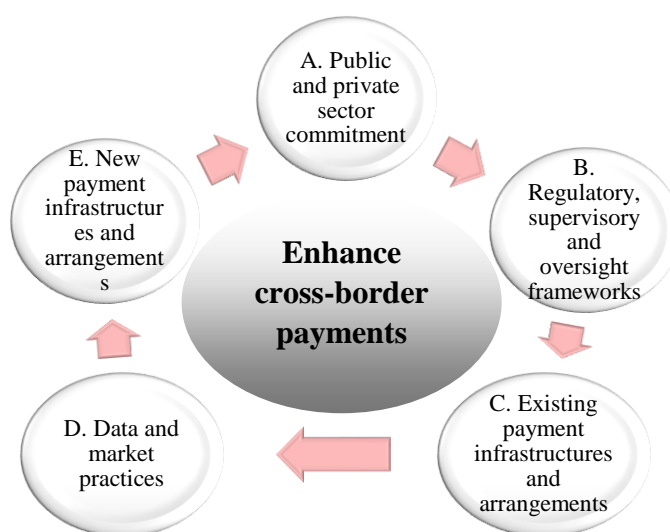 A. Public
and private
sector
commitment
B.
Regulatory,
supervisory
and
oversight
frameworks
C. Existing
payment
infrastructures
and
arrangements
D. Data and
market
practices
E. New
payment
infrastructur
es and
arrangement
s
Enhance
cross-border
payments